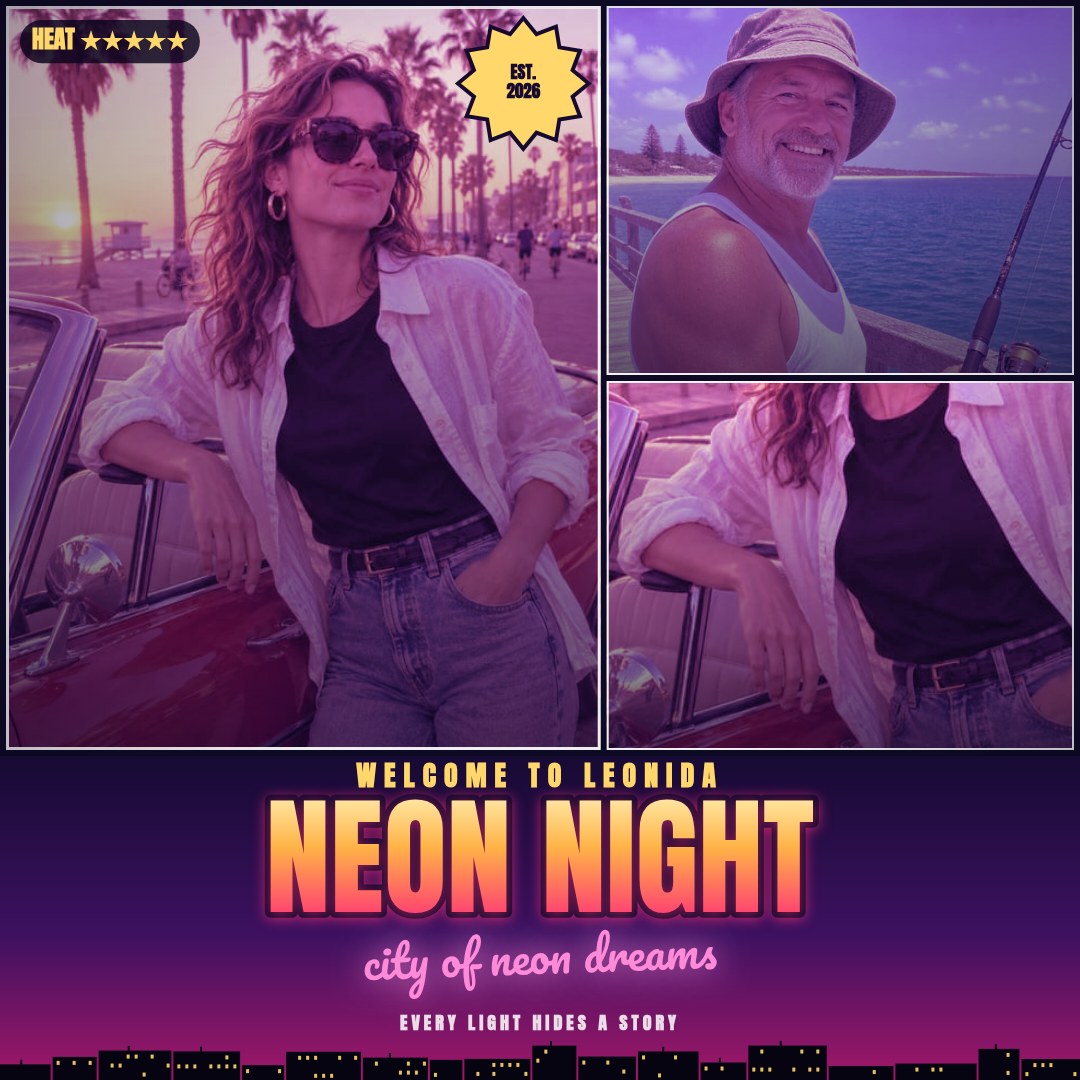 HEAT ★★★★★
EST.
2026
WELCOME TO LEONIDA
NEON NIGHT
city of neon dreams
EVERY LIGHT HIDES A STORY